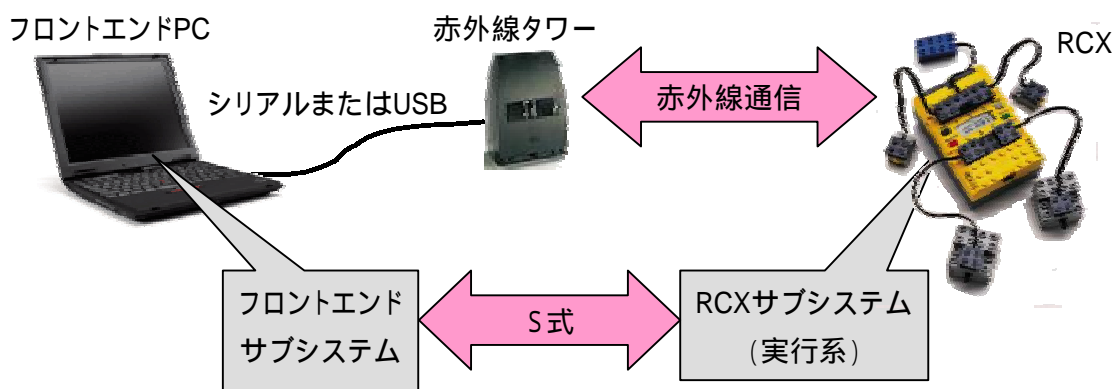 フロントエンドPC
赤外線タワー
RCX
シリアルまたはUSB
赤外線通信
フロントエンド
サブシステム
S式
RCXサブシステム
(実行系)